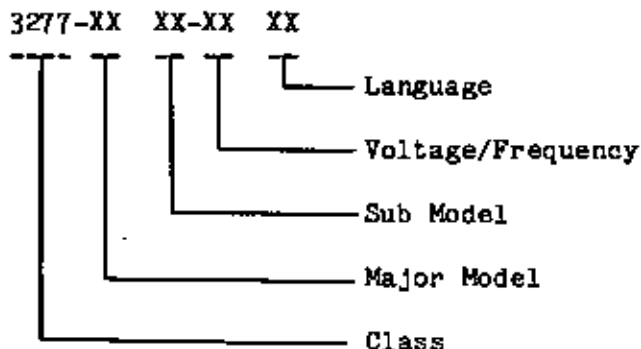 3277-XX XX-XX XX
Language
Voltage/Frequency
Sub Model
Major Model
Class